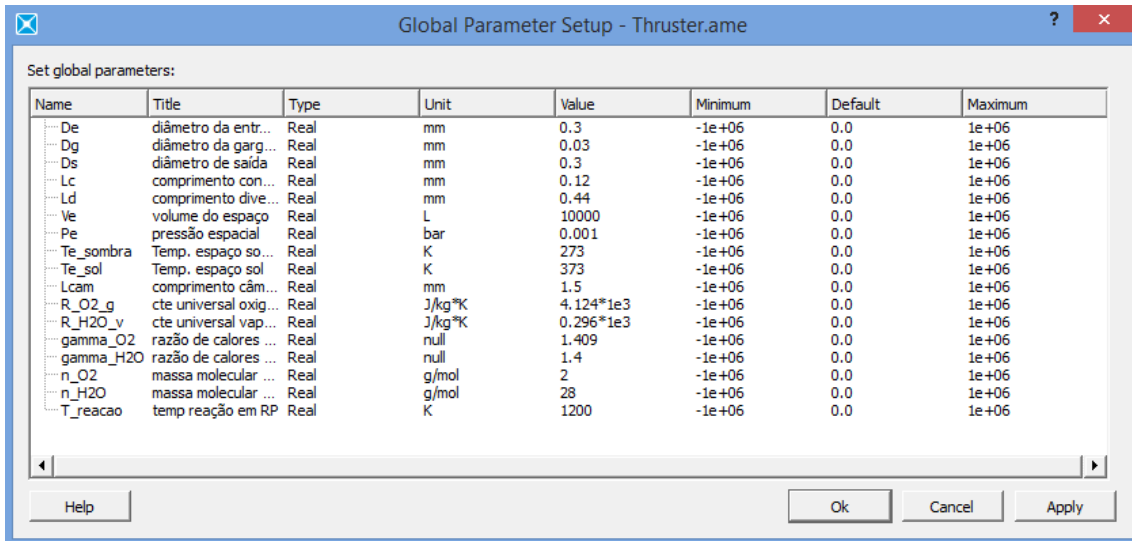 Global Parameter Setup - Thruster.ame ? ×
Set global parameters:
Name Title Type Unit Value Minimum Default Maximum
De diâmetro da entr... Real mm 0.3 -1e+06 0.0 1e+06
Dg diâmetro da garg... Real mm 0.03 -1e+06 0.0 1e+06
Ds diâmetro de saída Real mm 0.3 -1e+06 0.0 1e+06
Lc comprimento con... Real mm 0.12 -1e+06 0.0 1e+06
Ld comprimento dive... Real mm 0.44 -1e+06 0.0 1e+06
Ve volume do espaço Real L 10000 -1e+06 0.0 1e+06
Pe pressão espacial Real bar 0.001 -1e+06 0.0 1e+06
Te_sombra Temp. espaço so... Real K 273 -1e+06 0.0 1e+06
Te_sol Temp. espaço sol Real K 373 -1e+06 0.0 1e+06
Lcam comprimento câm... Real mm 1.5 -1e+06 0.0 1e+06
R_O2_g cte universal oxig... Real J/kg*K 4.124*1e3 -1e+06 0.0 1e+06
R_H2O_v cte universal vap... Real J/kg*K 0.296*1e3 -1e+06 0.0 1e+06
gamma_O2 razão de calores ... Real null 1.409 -1e+06 0.0 1e+06
gamma_H2O razão de calores ... Real null 1.4 -1e+06 0.0 1e+06
n_O2 massa molecular ... Real g/mol 2 -1e+06 0.0 1e+06
n_H2O massa molecular ... Real g/mol 28 -1e+06 0.0 1e+06
T_reacao temp reação em RP Real K 1200 -1e+06 0.0 1e+06
Help Ok Cancel Apply